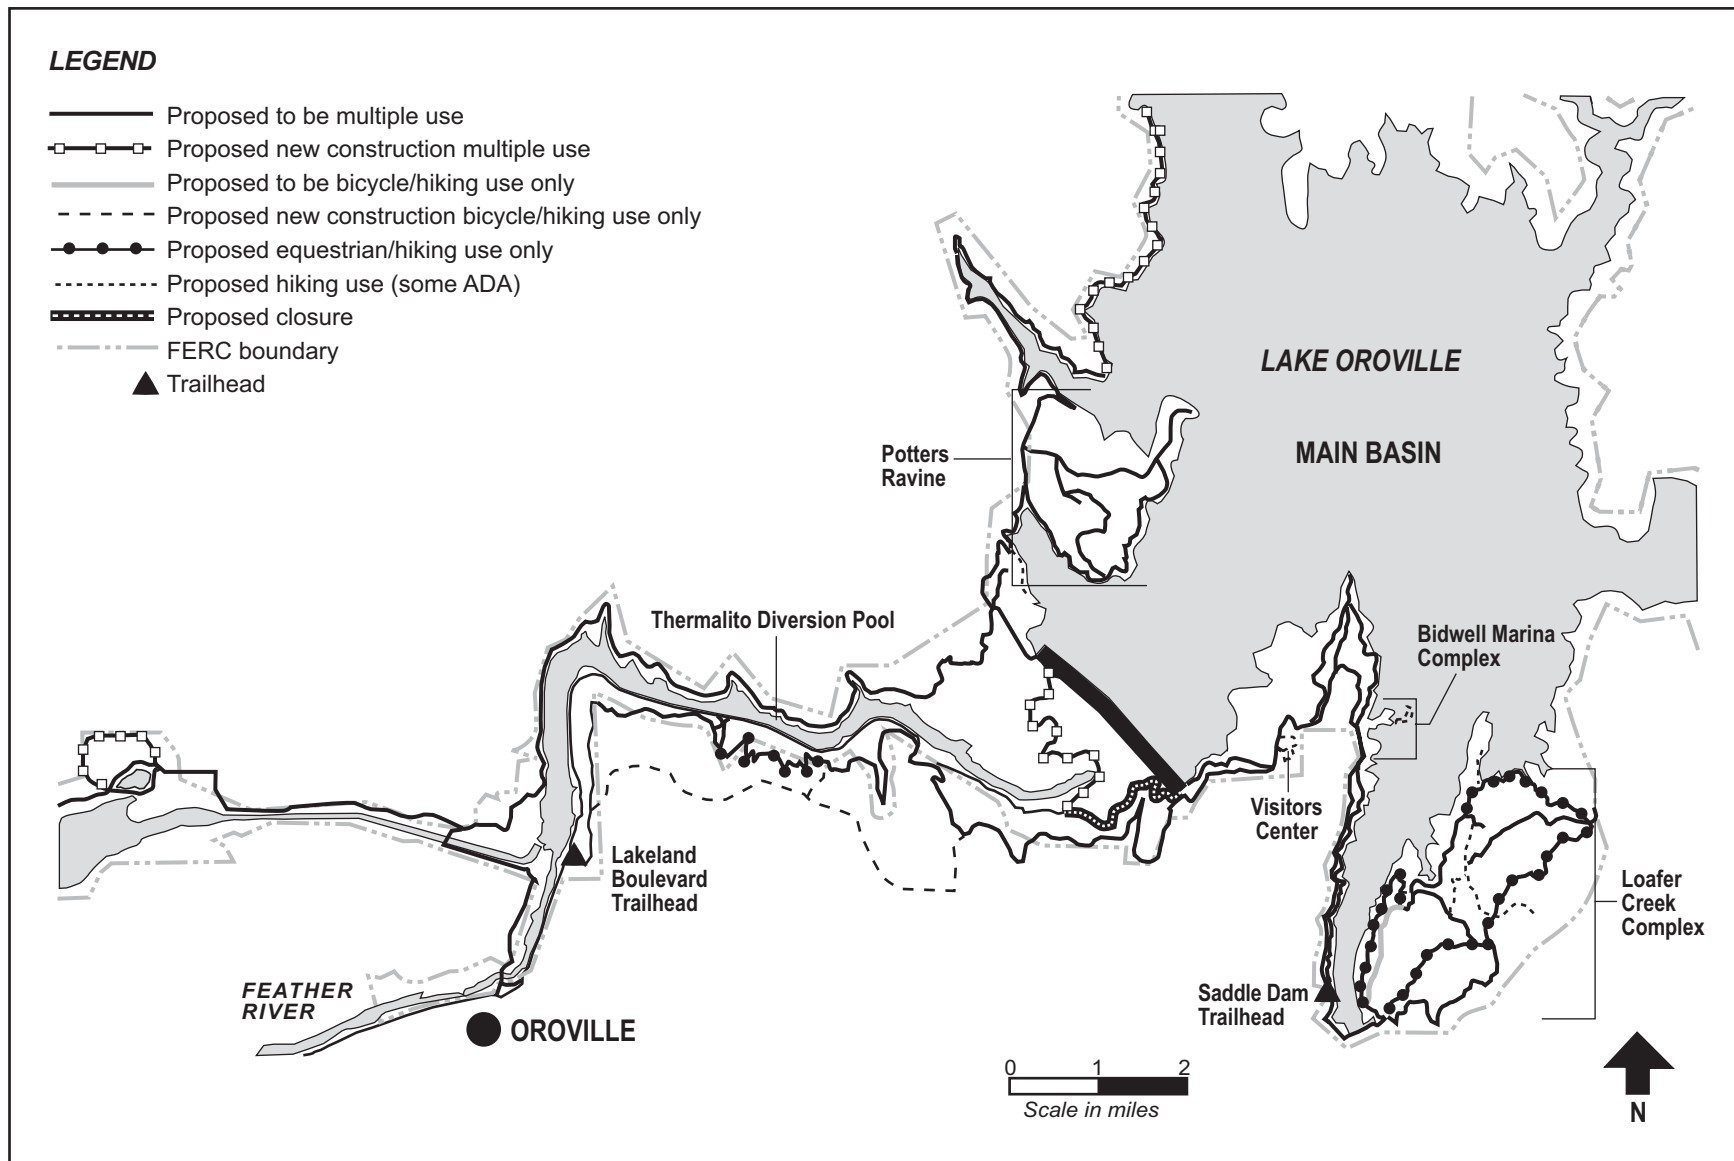 LEGEND
Proposed to be multiple use
Proposed new construction multiple use
Proposed to be bicycle/hiking use only
Proposed new construction bicycle/hiking use only
Proposed equestrian/hiking use only
Proposed hiking use (some ADA)
Proposed closure
FERC boundary
Trailhead
LAKE OROVILLE
MAIN BASIN
Potters
Ravine
Thermalito Diversion Pool
Bidwell Marina
Complex
Visitors
Center
Lakeland
Boulevard
Trailhead
Loafer
Creek
Complex
FEATHER
RIVER
OROVILLE
Saddle Dam
Trailhead
0 1 2
Scale in miles
N